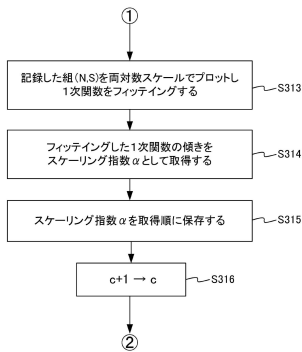 ①
記録した組(N,S)を両対数スケールでプロットし
1次関数をフィッテイングする
S313
フィッテイングした1次関数の傾きを
スケーリング指数αとして取得する
S314
スケーリング指数αを取得順に保存する
S315
c+1 → c
S316
②